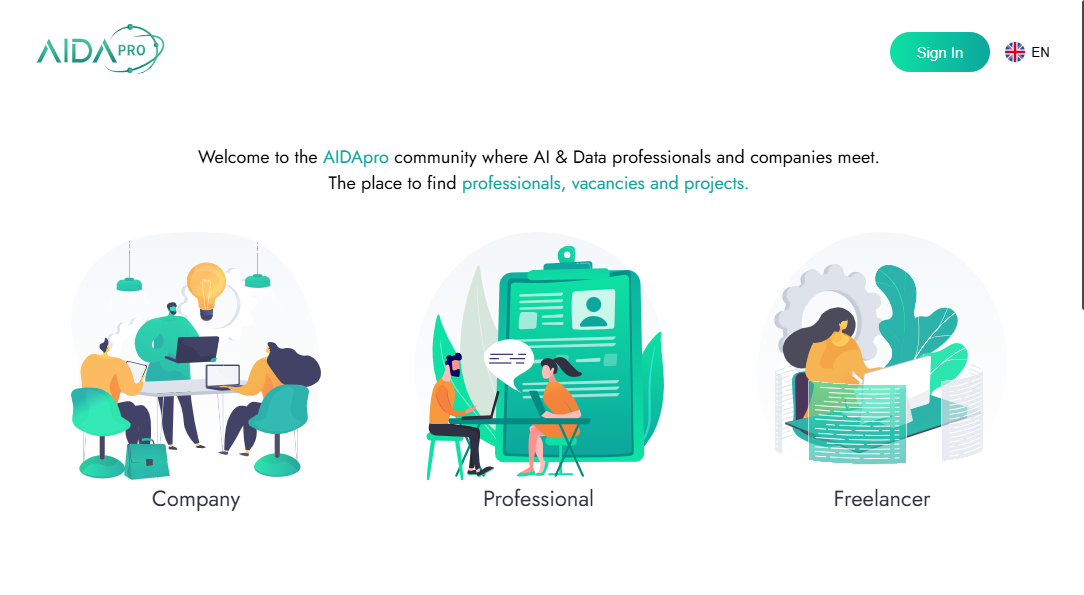 AIDA PRO
Sign In
EN
Welcome to the AIDApro community where AI & Data professionals and companies meet.
The place to find professionals, vacancies and projects.
Company
Professional
Freelancer